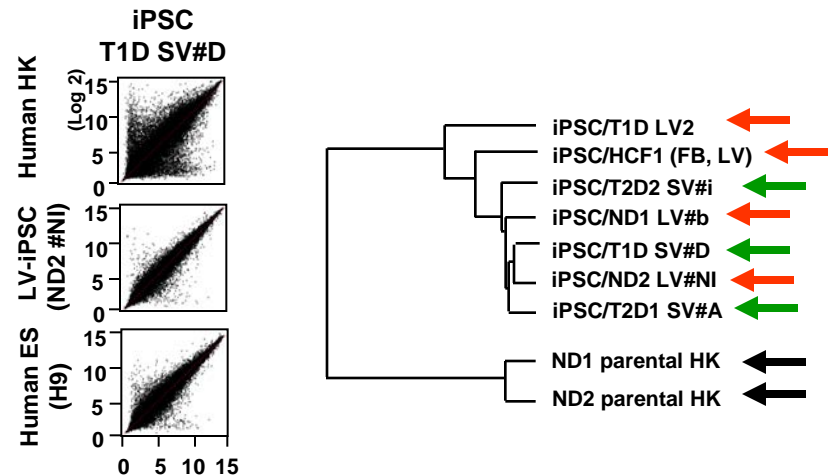 iPSC
T1D SV#D
Human HK
(Log 2)
15
10
5
0
LV-iPSC
(ND2 #NI)
15
10
5
0
Human ES
(H9)
15
10
5
0
0 5 10 15
iPSC/T1D LV2
iPSC/HCF1 (FB, LV)
iPSC/T2D2 SV#i
iPSC/ND1 LV#b
iPSC/T1D SV#D
iPSC/ND2 LV#NI
iPSC/T2D1 SV#A
ND1 parental HK
ND2 parental HK